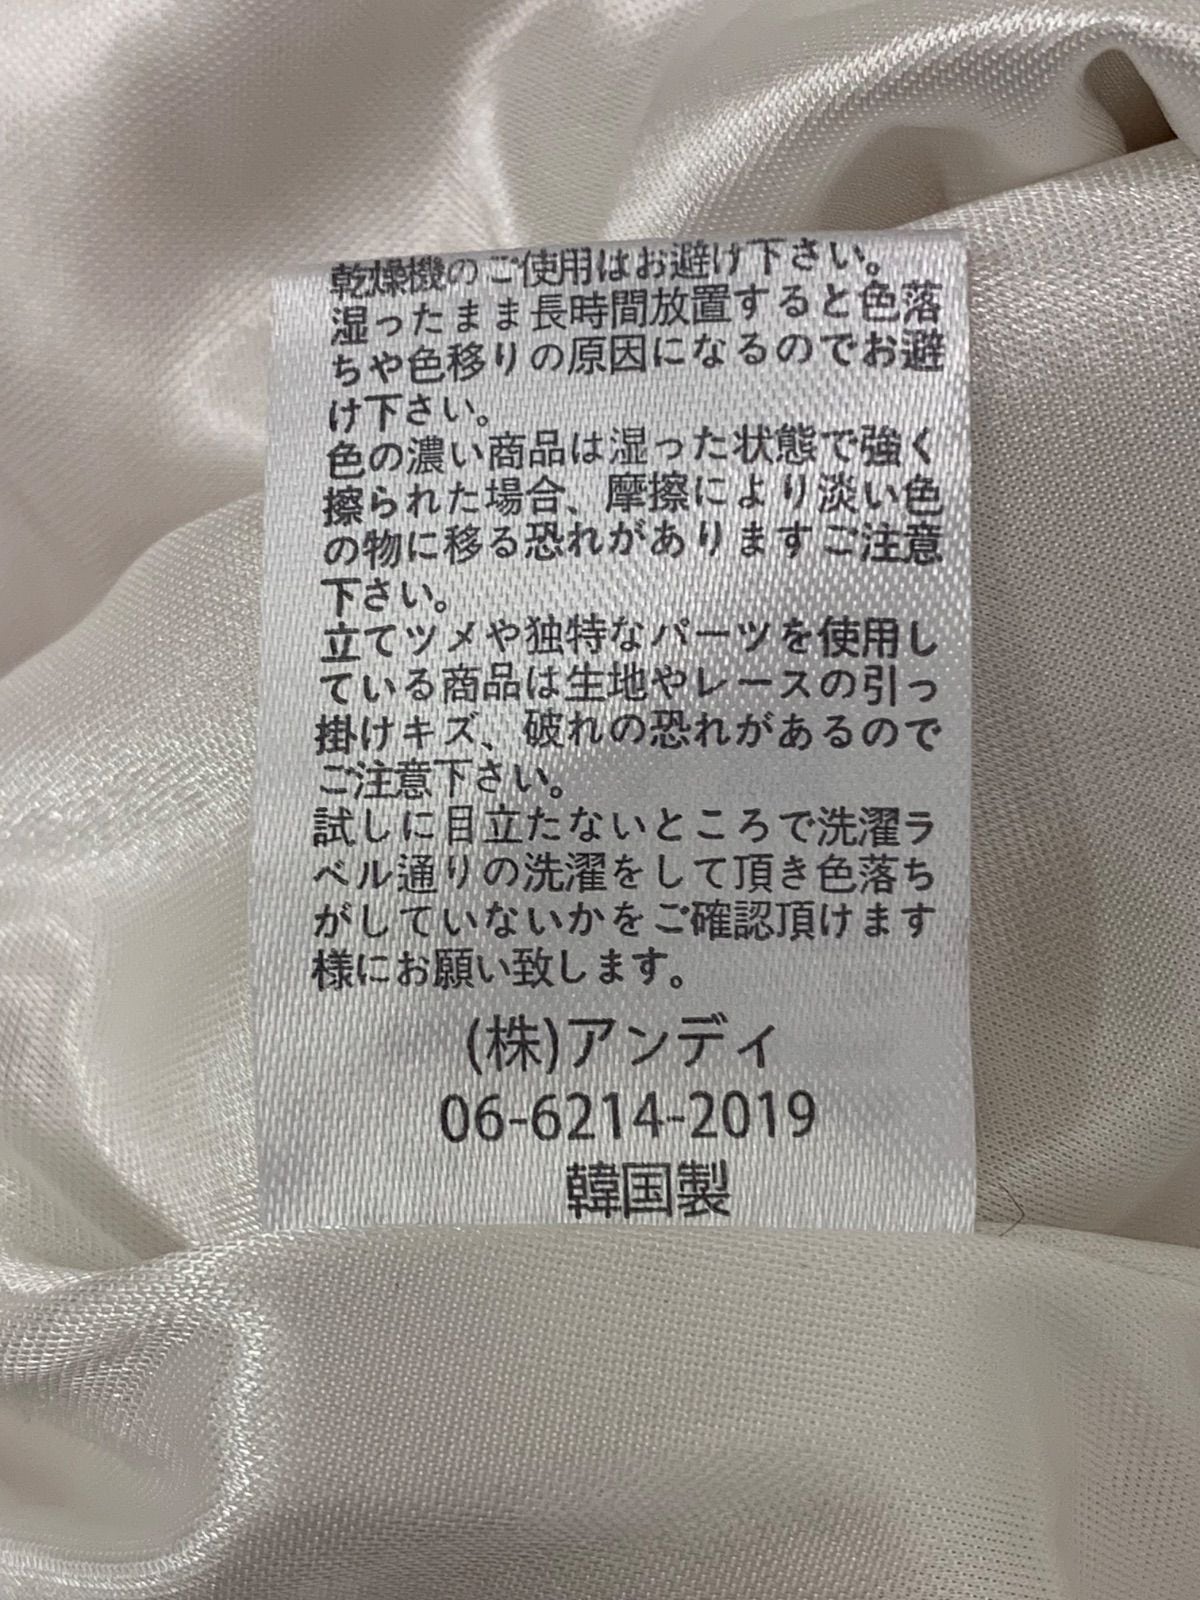 乾燥機のご使用はお避け下さい。
湿ったまま長時間放置すると色落
ちや色移りの原因になるのでお避
け下さい。
色の濃い商品は湿った状態で強く
擦られた場合、摩擦により淡い色
の物に移る恐れがありますご注意
下さい。
立てツメや独特なパーツを使用し
ている商品は生地やレースの引っ
掛けキズ、破れの恐れがあるので
ご注意下さい。
試しに目立たないところで洗濯ラ
ベル通りの洗濯をして頂き色落ち
がしていないかをご確認頂けます
様にお願い致します。
(株)アンディ
06-6214-2019
韓国製